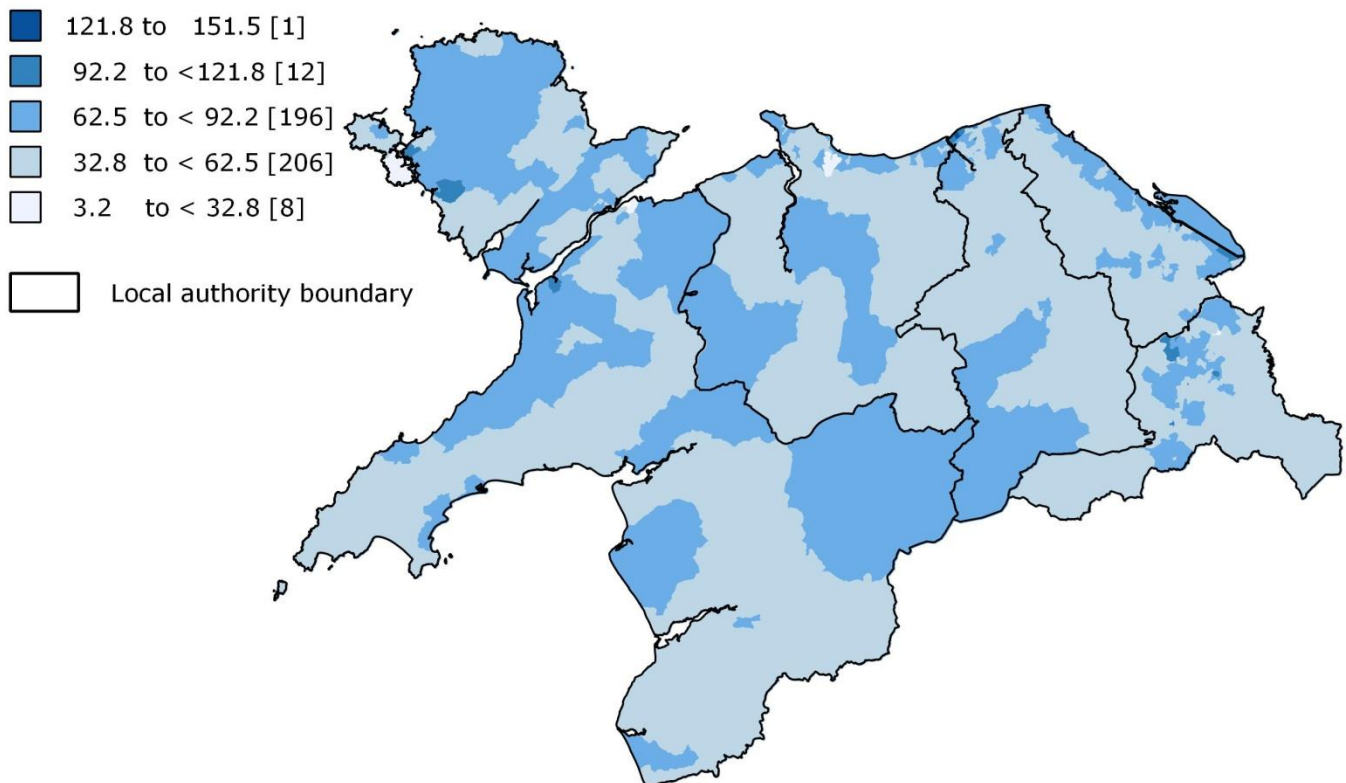 121.8 to 151.5 [1]
92.2 to <121.8 [12]
62.5 to < 92.2 [196]
32.8 to < 62.5 [206]
3.2 to < 32.8 [8]
Local authority boundary